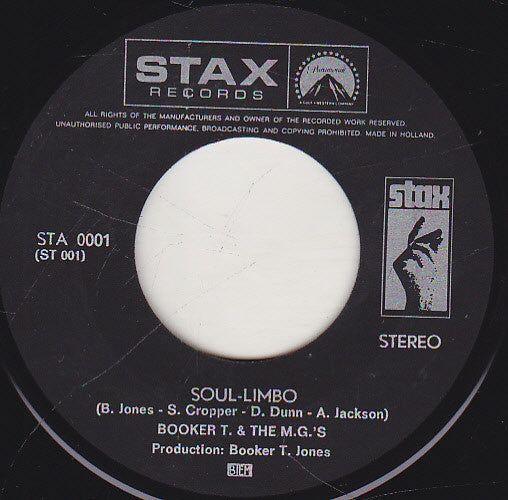 STAX
RECORDS
Paramount
A GULF + WESTERN COMPANY
ALL RIGHTS OF THE MANUFACTURERS AND OWNER OF THE RECORDED WORK RESERVED.
UNAUTHORISED PUBLIC PERFORMANCE, BROADCASTING AND COPYING PROHIBITED. MADE IN HOLLAND.
stax
STA 0001
(ST 001)
STEREO
SOUL-LIMBO
(B. Jones - S. Cropper - D. Dunn - A. Jackson)
BOOKER T. & THE M.G.'S
Production: Booker T. Jones
BIEM